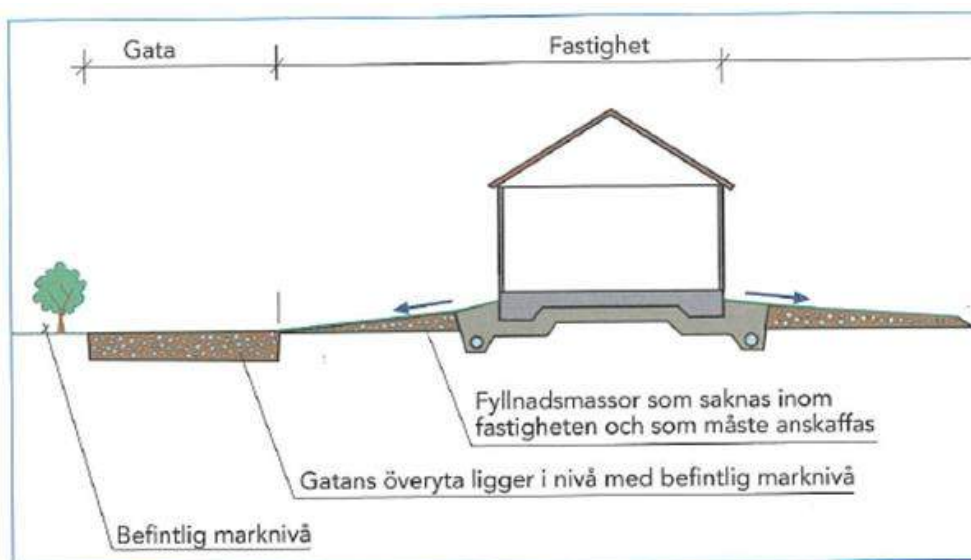 Gata
Fastighet
Fyllnadsmassor som saknas inom
fastigheten och som måste anskaffas
Gatans överyta ligger i nivå med befintlig marknivå
Befintlig marknivå